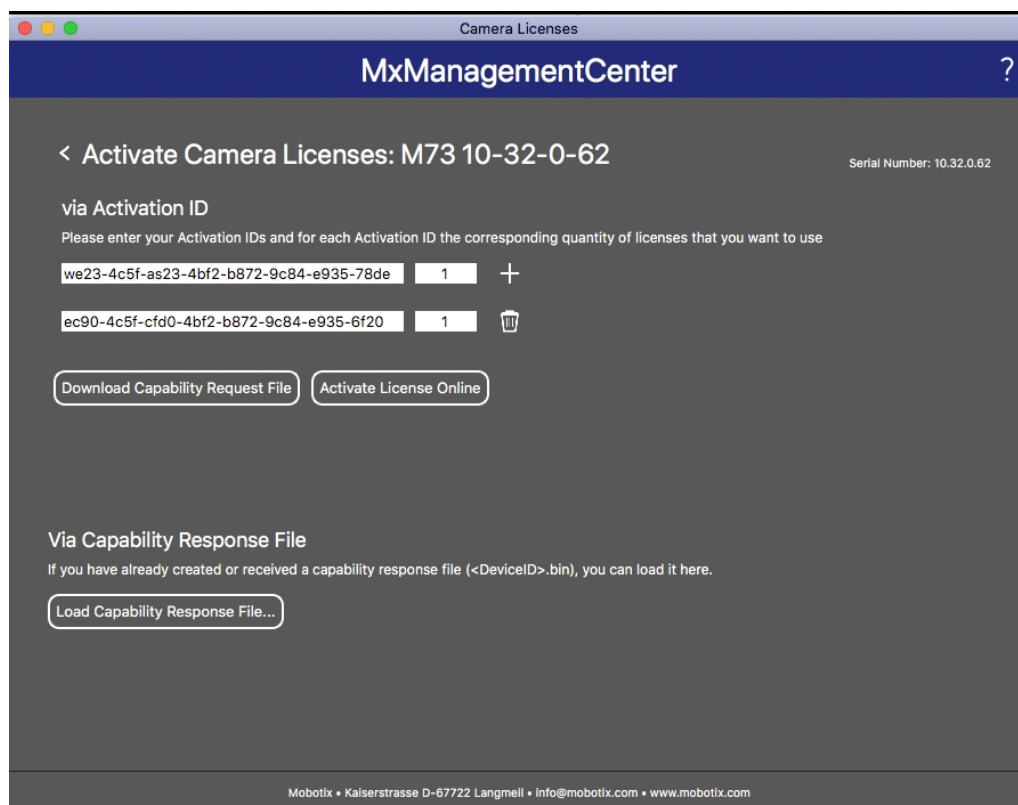 Camera Licenses
MxManagementCenter
?
< Activate Camera Licenses: M73 10-32-0-62
Serial Number: 10.32.0.62
via Activation ID
Please enter your Activation IDs and for each Activation ID the corresponding quantity of licenses that you want to use
we23-4c5f-as23-4bf2-b872-9c84-e935-78de 1 +
ec90-4c5f-cfd0-4bf2-b872-9c84-e935-6f20 1
Download Capability Request File Activate License Online
Via Capability Response File
If you have already created or received a capability response file (<DeviceID>.bin), you can load it here.
Load Capability Response File...
Mobotix • Kaiserstrasse D-67722 Langmeil • info@mobotix.com • www.mobotix.com